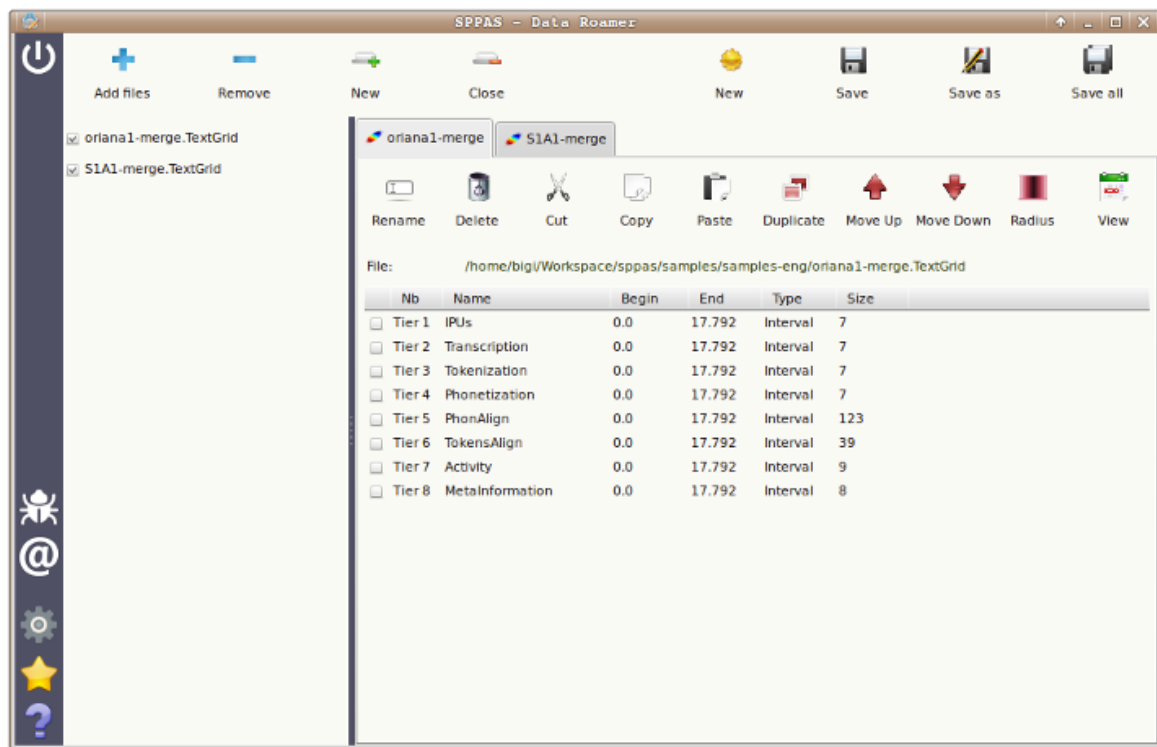 SPPAS - Data Roamer
Add files Remove New Close New Save Save as Save all
oriana1-merge.TextGrid
S1A1-merge.TextGrid
oriana1-merge S1A1-merge
Rename Delete Cut Copy Paste Duplicate Move Up Move Down Radius View
File: /home/bigi/Workspace/sppas/samples/samples-eng/oriana1-merge.TextGrid
Nb Name Begin End Type Size
Tier 1 IPUs 0.0 17.792 Interval 7
Tier 2 Transcription 0.0 17.792 Interval 7
Tier 3 Tokenization 0.0 17.792 Interval 7
Tier 4 Phonetization 0.0 17.792 Interval 7
Tier 5 PhonAlign 0.0 17.792 Interval 123
Tier 6 TokensAlign 0.0 17.792 Interval 39
Tier 7 Activity 0.0 17.792 Interval 9
Tier 8 MetaInformation 0.0 17.792 Interval 8
@
?